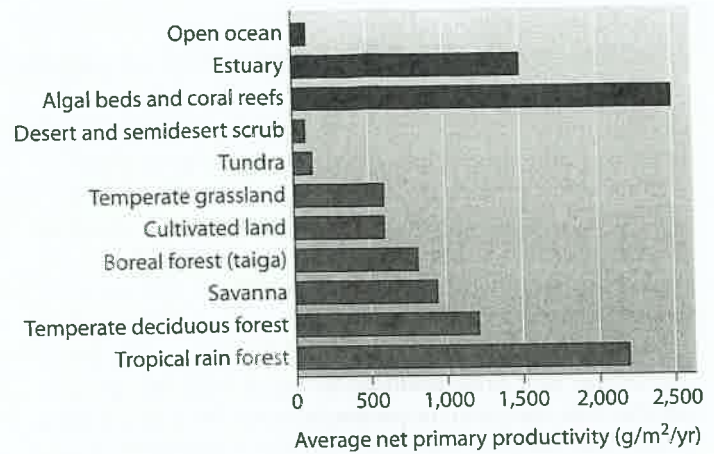 Open ocean
Estuary
Algal beds and coral reefs
Desert and semidesert scrub
Tundra
Temperate grassland
Cultivated land
Boreal forest (taiga)
Savanna
Temperate deciduous forest
Tropical rain forest
0 500 1,000 1,500 2,000 2,500
Average net primary productivity (g/m²/yr)